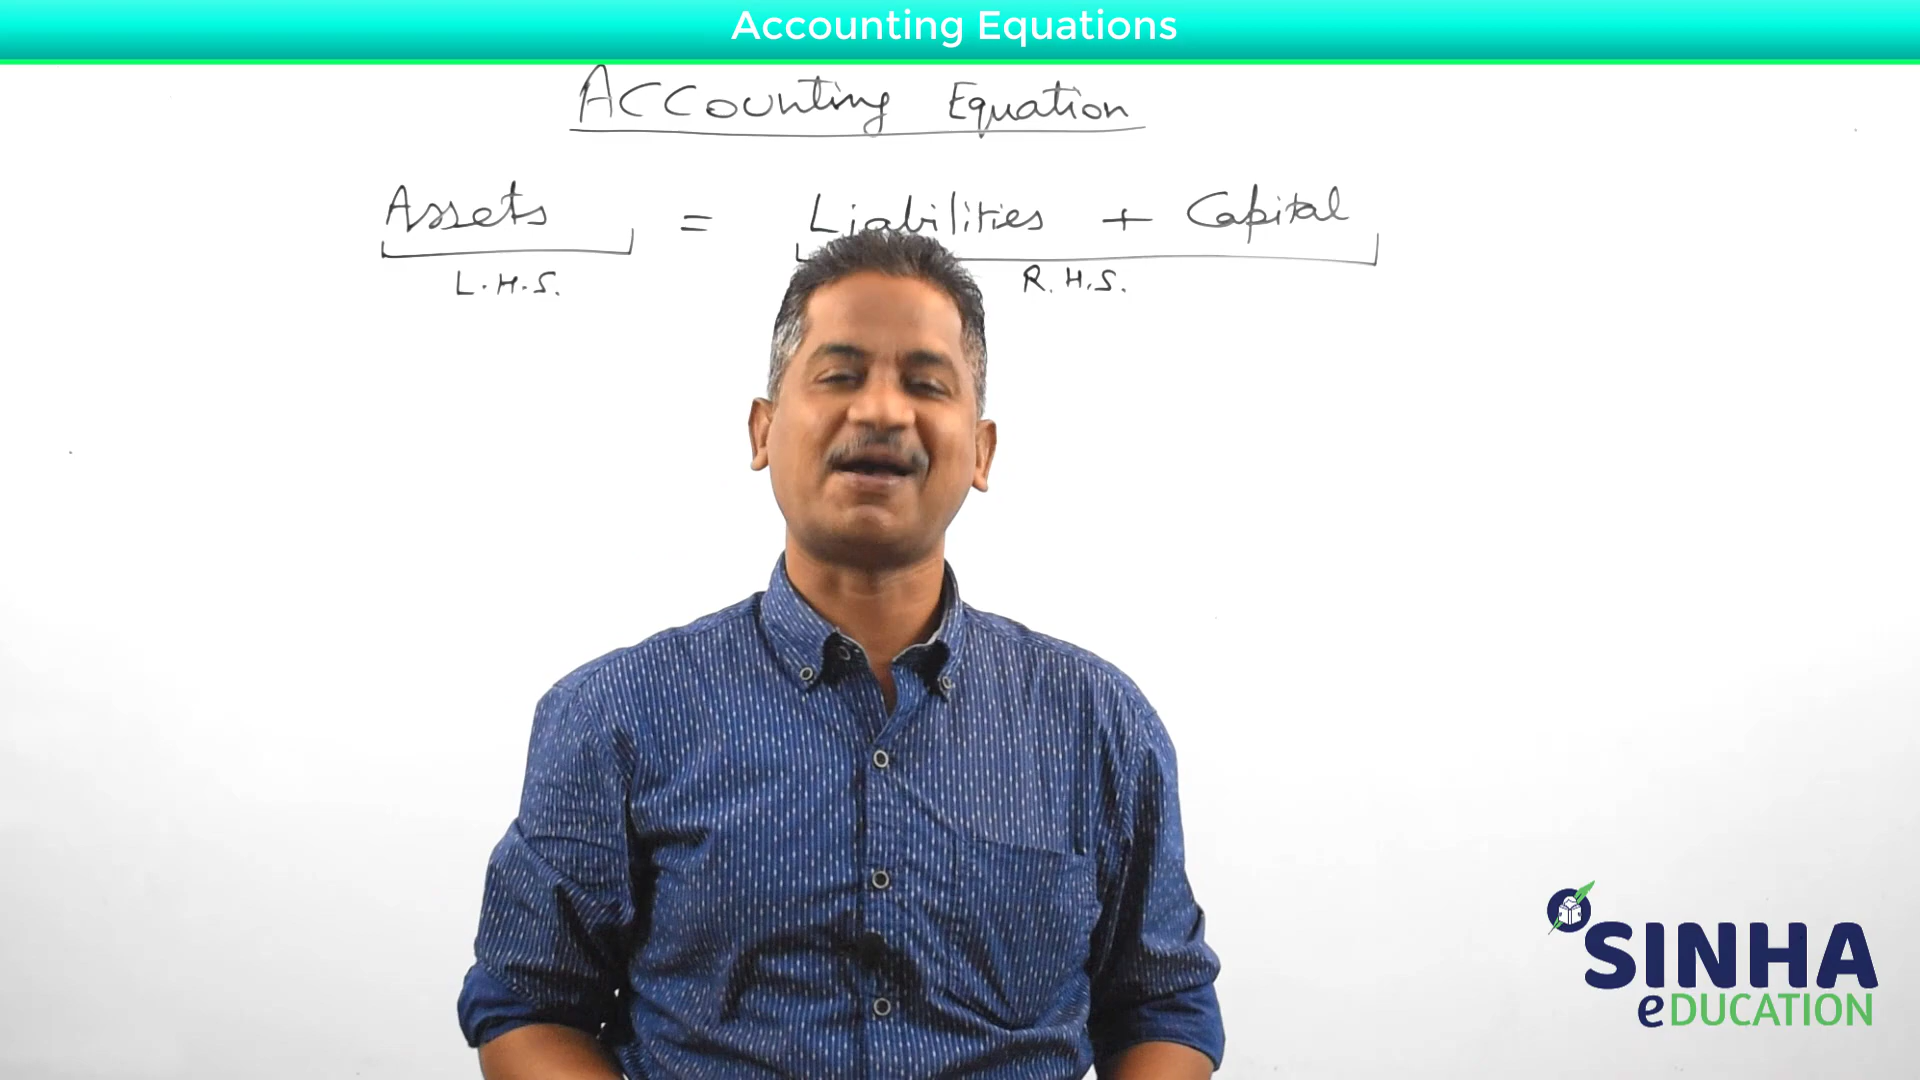 Accounting Equations
Accounting Equation
Assets = Liabilities + Capital
L.H.S. R.H.S.
SINHA
eDUCATION